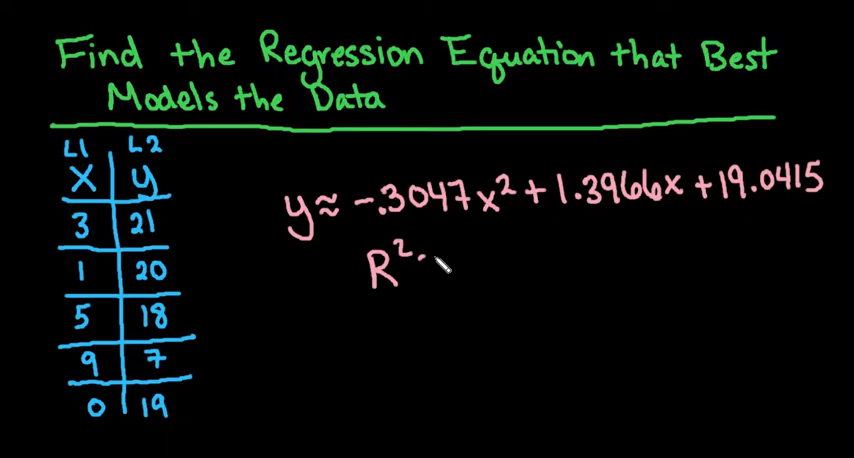 Find the Regression Equation that Best
Models the Data
L1 L2
X y
3 21
1 20
5 18
9 7
0 19
y ≈ -.3047x² + 1.3966x + 19.0415
R²